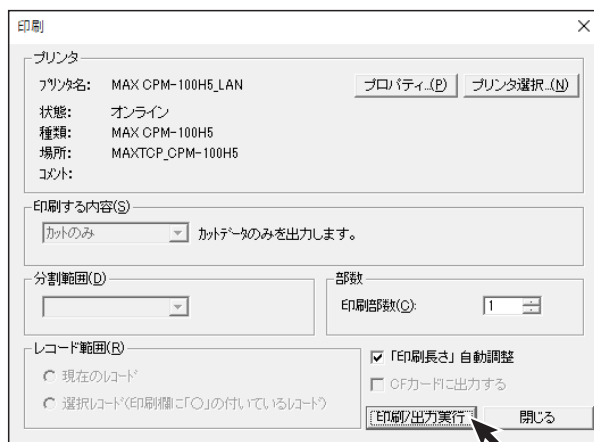 印刷
プリンタ
プリンタ名: MAX CPM-100H5_LAN
プロパティ...(P)
プリンタ選択...(N)
状態: オンライン
種類: MAX CPM-100H5
場所: MAXTCP_CPM-100H5
コメント:
印刷する内容(S)
カットのみ
カットデータのみを出力します。
分割範囲(D)
部数
印刷部数(C): 1
レコード範囲(R)
現在のレコード
選択レコード(印刷欄に「○」の付いているレコード)
「印刷長さ」自動調整
CFカードに出力する
印刷/出力実行
閉じる